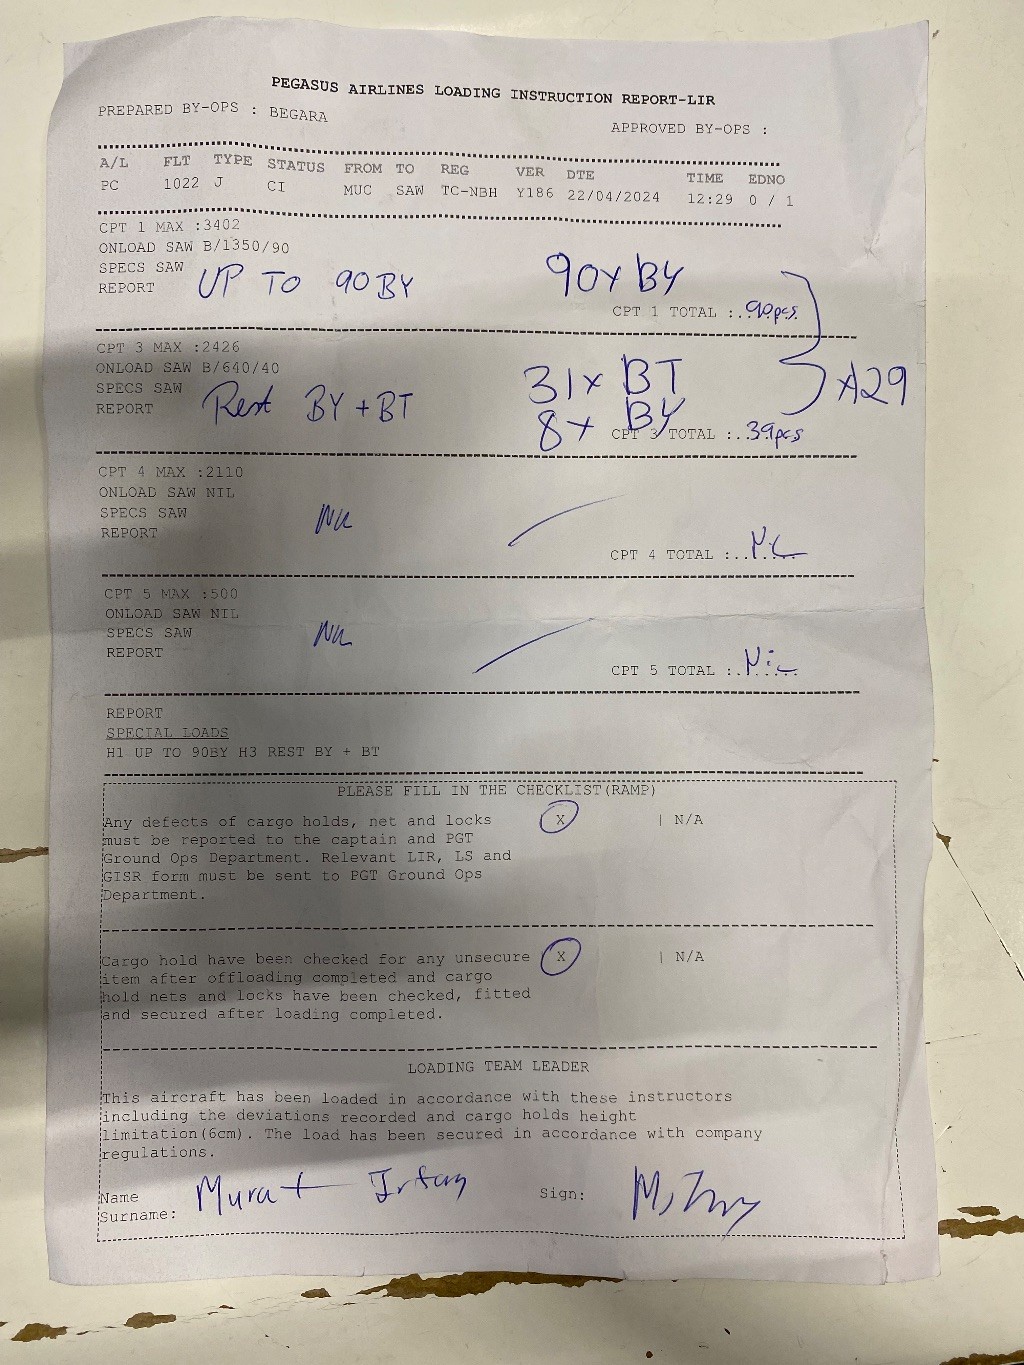 PEGASUS AIRLINES LOADING INSTRUCTION REPORT-LIR
PREPARED BY-OPS : BEGARA
APPROVED BY-OPS :
A/L FLT TYPE STATUS FROM TO REG VER DTE TIME EDNO
PC 1022 J CI MUC SAW TC-NBH Y186 22/04/2024 12:29 0 / 1
CPT 1 MAX :3402
ONLOAD SAW B/1350/90
SPECS SAW
REPORT UP TO 90 BY 90x BY
CPT 1 TOTAL :.90pcs
CPT 3 MAX :2426
ONLOAD SAW B/640/40
SPECS SAW
REPORT Rest BY + BT 31x BT
8x BY
129
CPT 3 TOTAL :..39pcs
CPT 4 MAX :2110
ONLOAD SAW NIL
SPECS SAW
REPORT NIL
CPT 4 TOTAL :..NIL
CPT 5 MAX :500
ONLOAD SAW NIL
SPECS SAW
REPORT NIL
CPT 5 TOTAL :..NiL
REPORT
SPECIAL LOADS
H1 UP TO 90BY H3 REST BY + BT
PLEASE FILL IN THE CHECKLIST(RAMP)
Any defects of cargo holds, net and locks X | N/A
must be reported to the captain and PGT
Ground Ops Department. Relevant LIR, LS and
GISR form must be sent to PGT Ground Ops
Department.
Cargo hold have been checked for any unsecure X | N/A
item after offloading completed and cargo
hold nets and locks have been checked, fitted
and secured after loading completed.
LOADING TEAM LEADER
This aircraft has been loaded in accordance with these instructors
including the deviations recorded and cargo holds height
limitation(6cm). The load has been secured in accordance with company
regulations.
Name
Surname: Murat Sign: